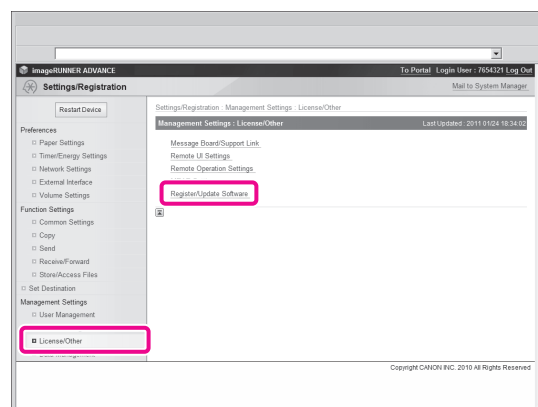 imageRUNNER ADVANCE
To Portal Login User : 7654321 Log Out
Settings/Registration
Mail to System Manager
Restart Device
Settings/Registration : Management Settings : License/Other
Management Settings : License/Other
Last Updated : 2011 01/24 18:34:02
Preferences
Paper Settings
Timer/Energy Settings
Network Settings
External Interface
Volume Settings
Message Board/Support Link
Remote UI Settings
Remote Operation Settings
Register/Update Software
Function Settings
Common Settings
Copy
Send
Receive/Forward
Store/Access Files
Set Destination
Management Settings
User Management
License/Other
Copyright CANON INC. 2010 All Rights Reserved